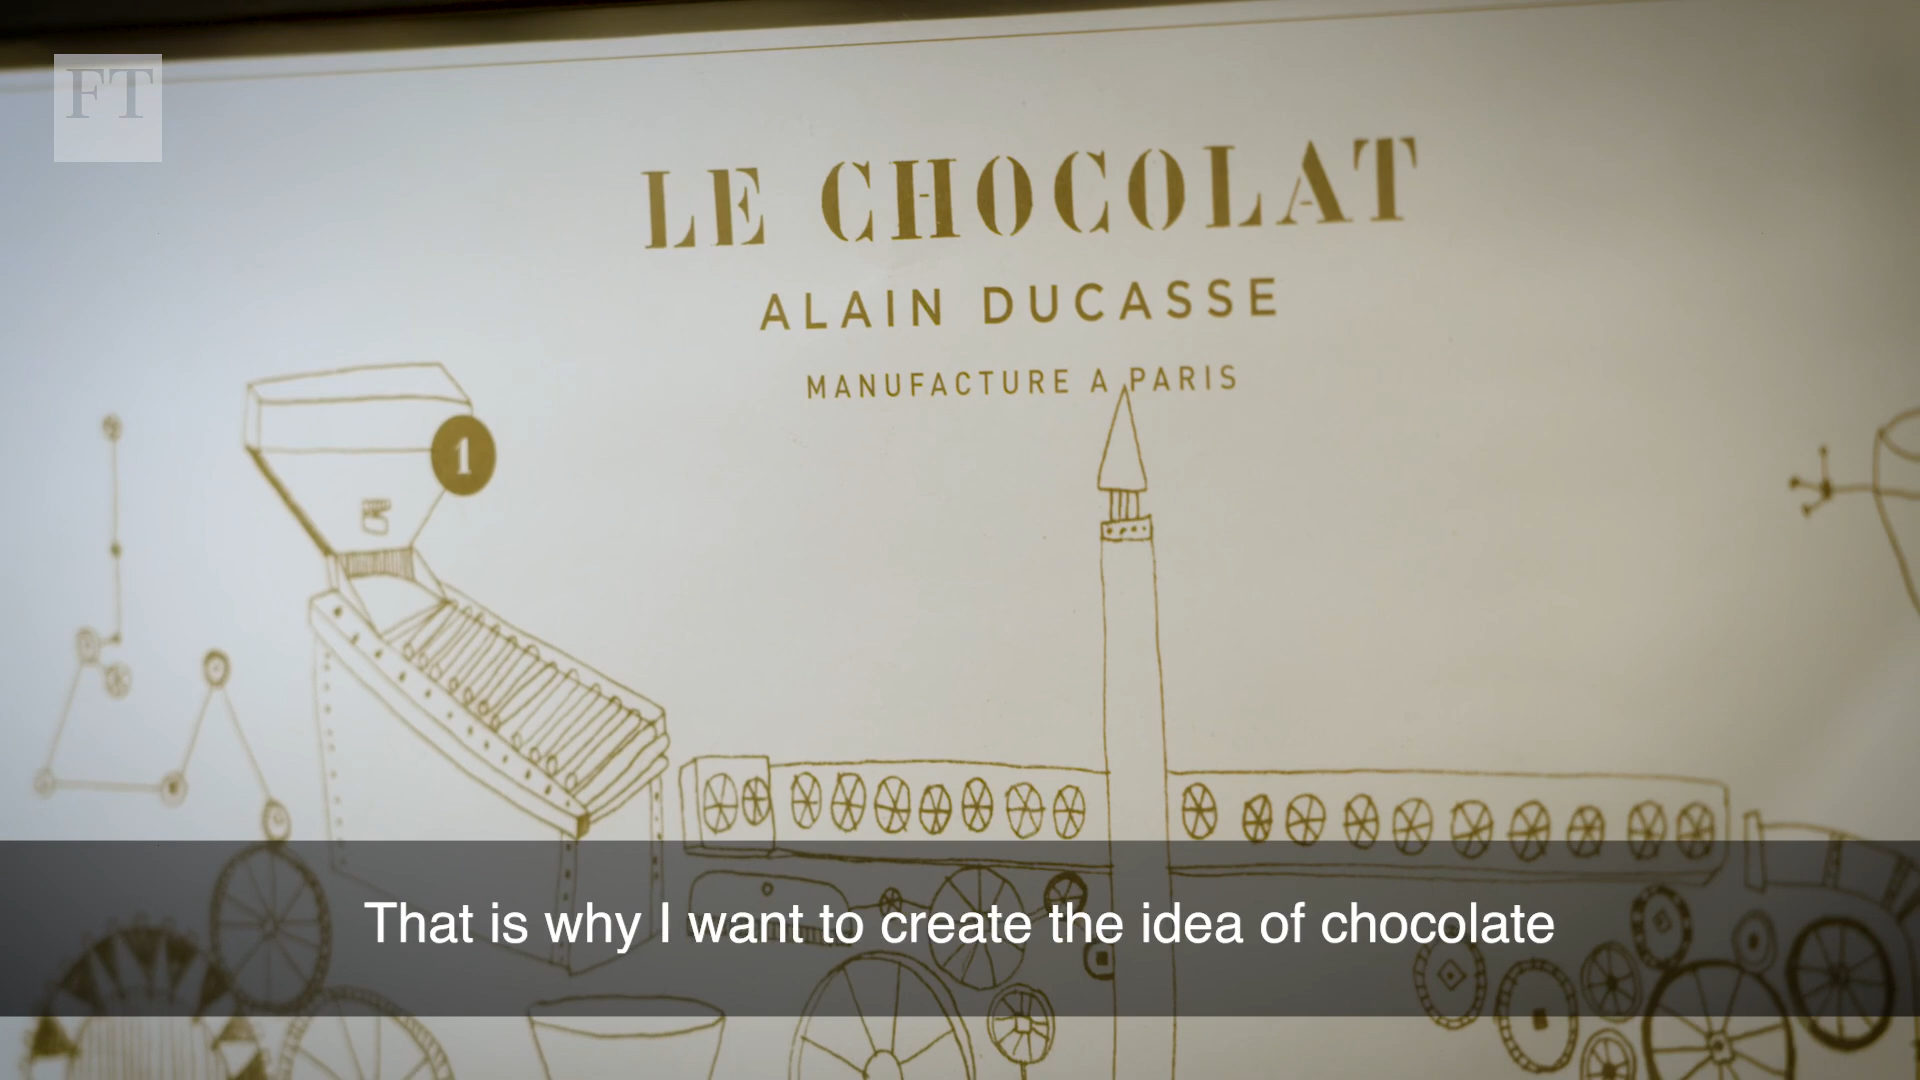 FT
LE CHOCOLAT
ALAIN DUCASSE
MANUFACTURE A PARIS
1
That is why I want to create the idea of chocolate